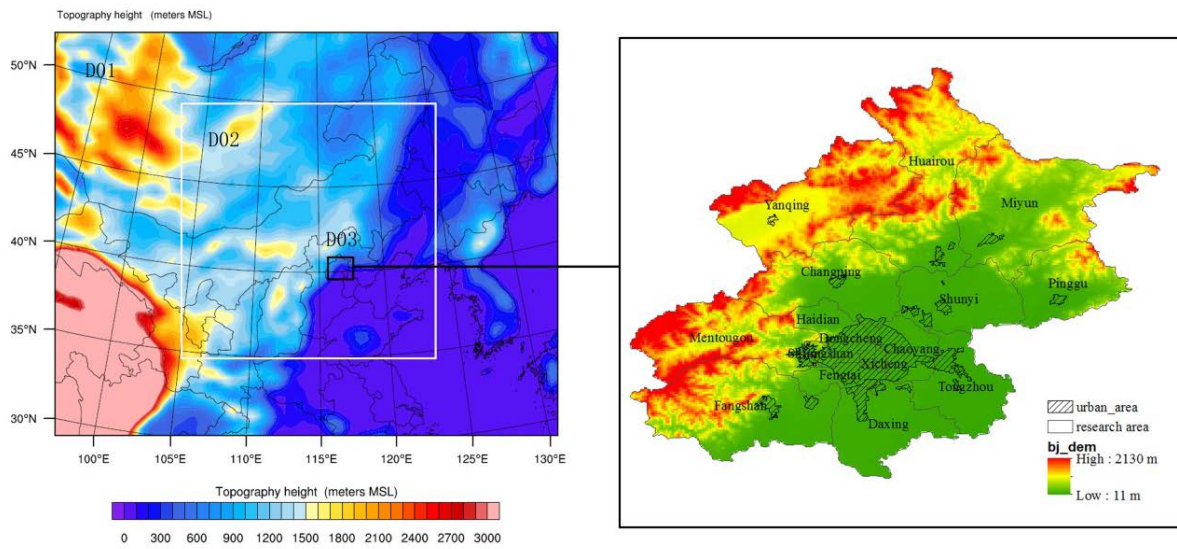 Topography height (meters MSL)
50°N
45°N
40°N
35°N
30°N
D01
D02
D03
100°E 105°E 110°E 115°E 120°E 125°E 130°E
Topography height (meters MSL)
0 300 600 900 1200 1500 1800 2100 2400 2700 3000
Huairou
Miyun
Yanqing
Changping
Pinggu
Shunyi
Haidian
Mentougou
Dongcheng
Chaoyang
Xicheng
Fengtai
Tongzhou
Fangshan
Daxing
urban_area
research area
bj_dem
High : 2130 m
Low : 11 m